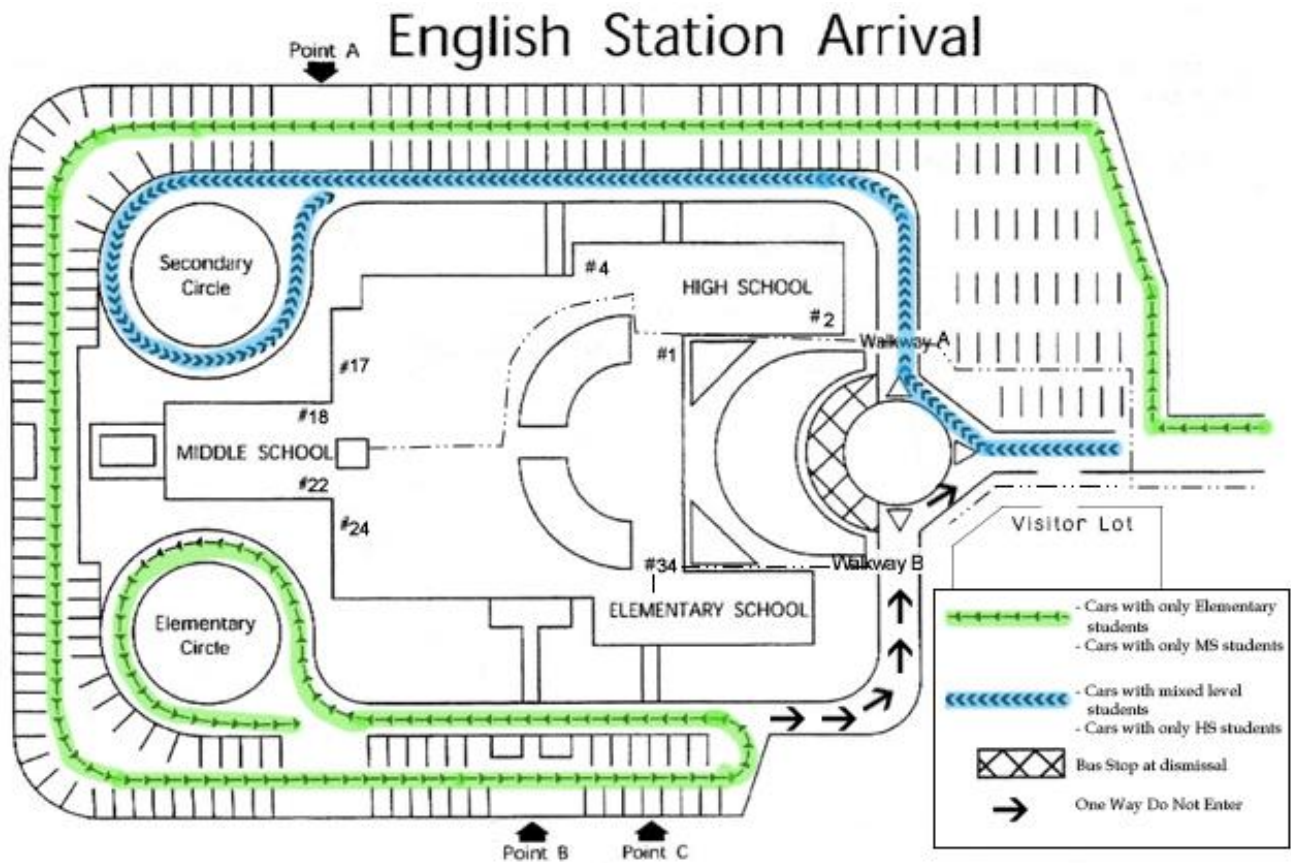 English Station Arrival
Point A
Secondary
Circle
#4
HIGH SCHOOL
#2
Walkway A
#1
#17
#18
MIDDLE SCHOOL
#22
#24
Visitor Lot
#34
Walkway B
ELEMENTARY SCHOOL
Elementary
Circle
- Cars with only Elementary
students
- Cars with only MS students
- Cars with mixed level
students
- Cars with only HS students
Bus Stop at dismissal
One Way Do Not Enter
Point B
Point C